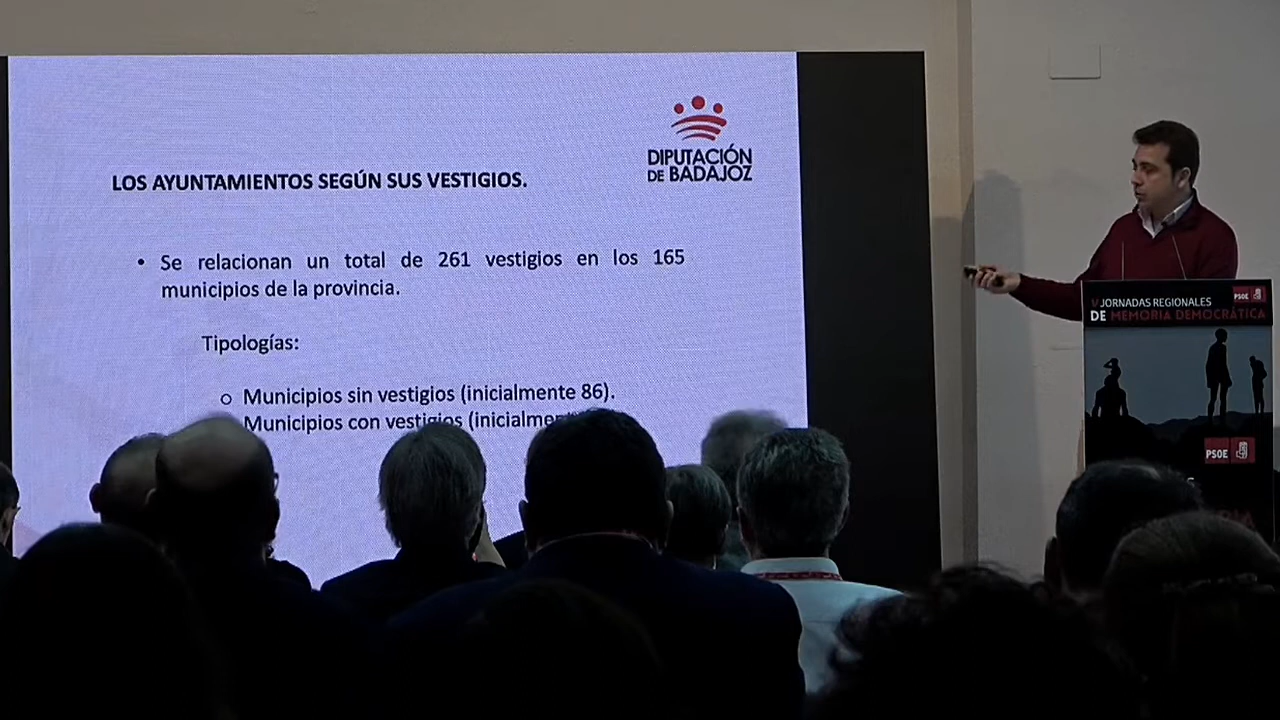 DIPUTACIÓN
DE BADAJOZ
LOS AYUNTAMIENTOS SEGÚN SUS VESTIGIOS.
• Se relacionan un total de 261 vestigios en los 165
municipios de la provincia.
Tipologías:
o Municipios sin vestigios (inicialmente 86).
Municipios con vestigios
V JORNADAS REGIONALES
DE MEMORIA DEMOCRÁTICA
PSOE
PSOE